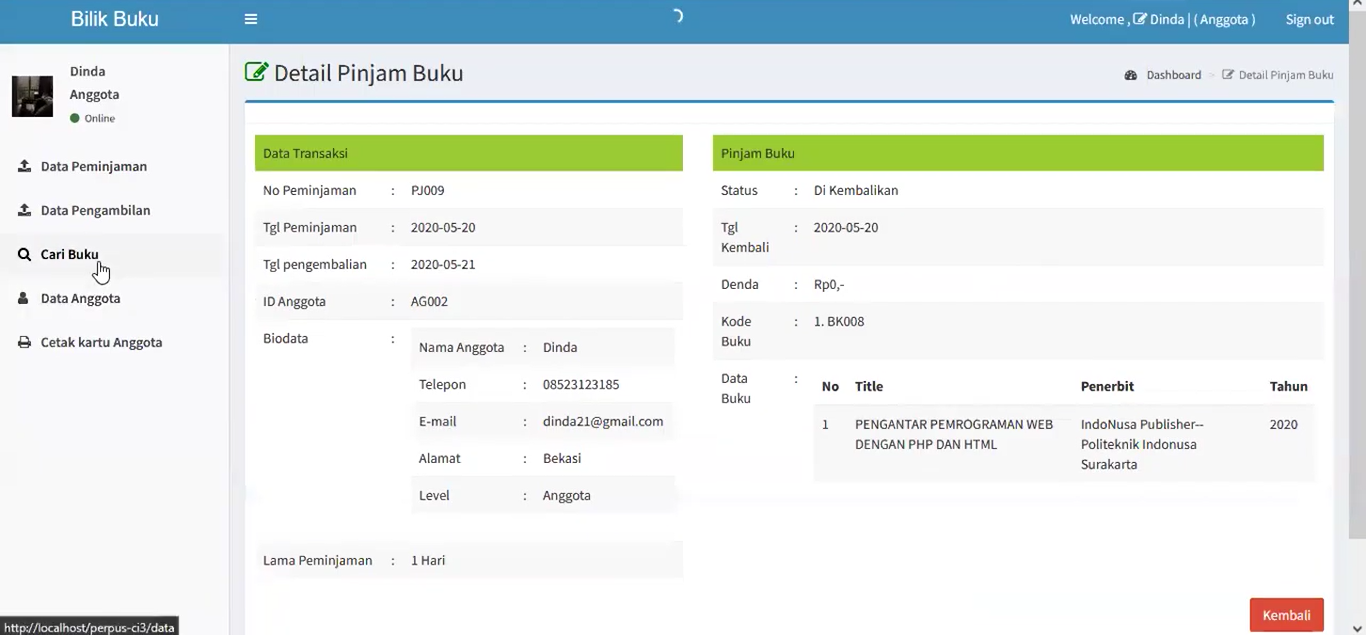 Bilik Buku
Welcome , Dinda | ( Anggota )
Sign out
Dinda
Anggota
Online
Data Peminjaman
Data Pengambilan
Cari Buku
Data Anggota
Cetak kartu Anggota
Detail Pinjam Buku
Dashboard > Detail Pinjam Buku
Data Transaksi
No Peminjaman : PJ009
Tgl Peminjaman : 2020-05-20
Tgl pengembalian : 2020-05-21
ID Anggota : AG002
Biodata :
Nama Anggota : Dinda
Telepon : 08523123185
E-mail : dinda21@gmail.com
Alamat : Bekasi
Level : Anggota
Lama Peminjaman : 1 Hari
Pinjam Buku
Status : Di Kembalikan
Tgl : 2020-05-20
Kembali
Denda : Rp0,-
Kode : 1. BK008
Buku
Data :
Buku
No Title Penerbit Tahun
1 PENGANTAR PEMROGRAMAN WEB IndoNusa Publisher-- 2020
DENGAN PHP DAN HTML Politeknik Indonusa
Surakarta
Kembali
http://localhost/perpus-ci3/data